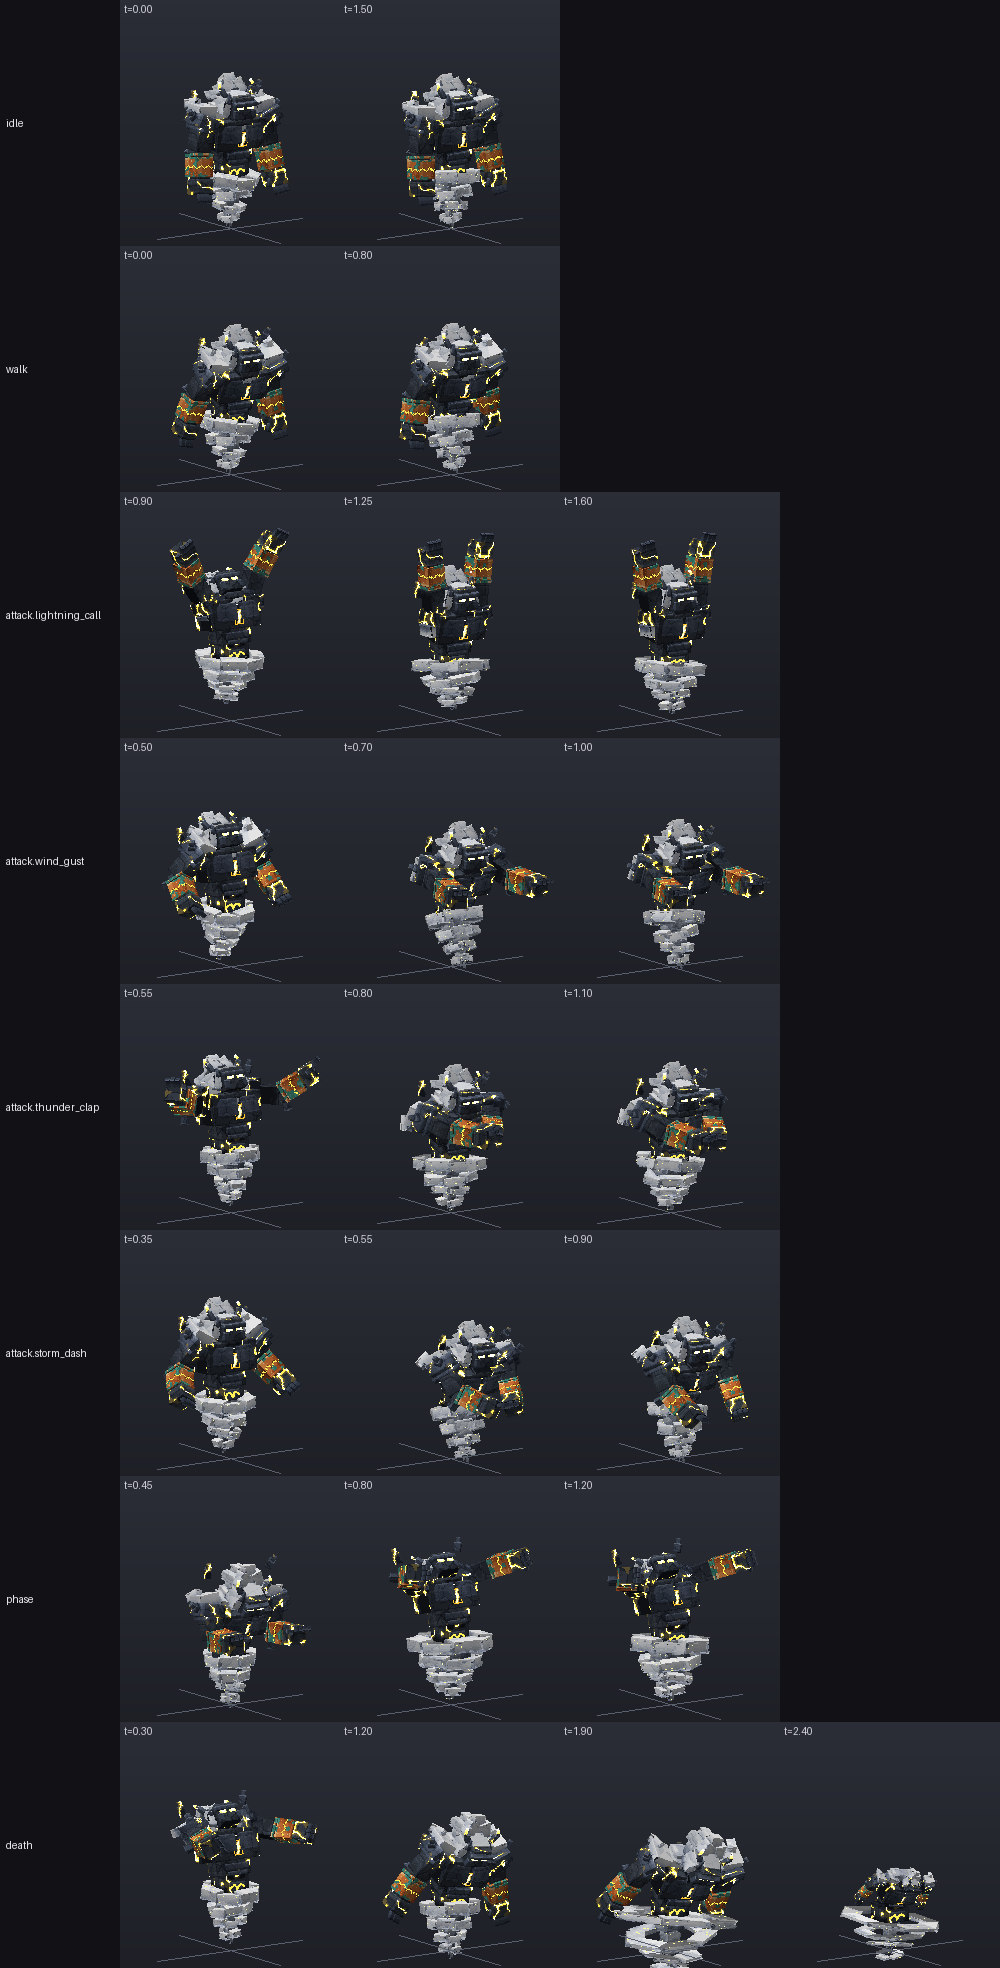 t=0.00 t=1.50
idle
t=0.00 t=0.80
walk
t=0.90 t=1.25 t=1.60
attack.lightning_call
t=0.50 t=0.70 t=1.00
attack.wind_gust
t=0.55 t=0.80 t=1.10
attack.thunder_clap
t=0.35 t=0.55 t=0.90
attack.storm_dash
t=0.45 t=0.80 t=1.20
phase
t=0.30 t=1.20 t=1.90 t=2.40
death